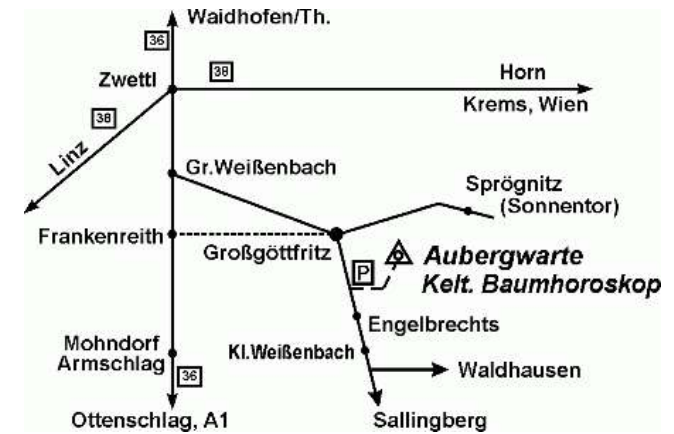 Waidhofen/Th.
36
Zwettl
38
Horn
Krems, Wien
38
Linz
Gr.Weißenbach
Sprögnitz
(Sonnentor)
Frankenreith
Großgöttfritz
Aubergwarte
P
Kelt. Baumhoroskop
Engelbrechts
Mohndorf
Armschlag
Kl.Weißenbach
36
Waldhausen
Ottenschlag, A1
Sallingberg